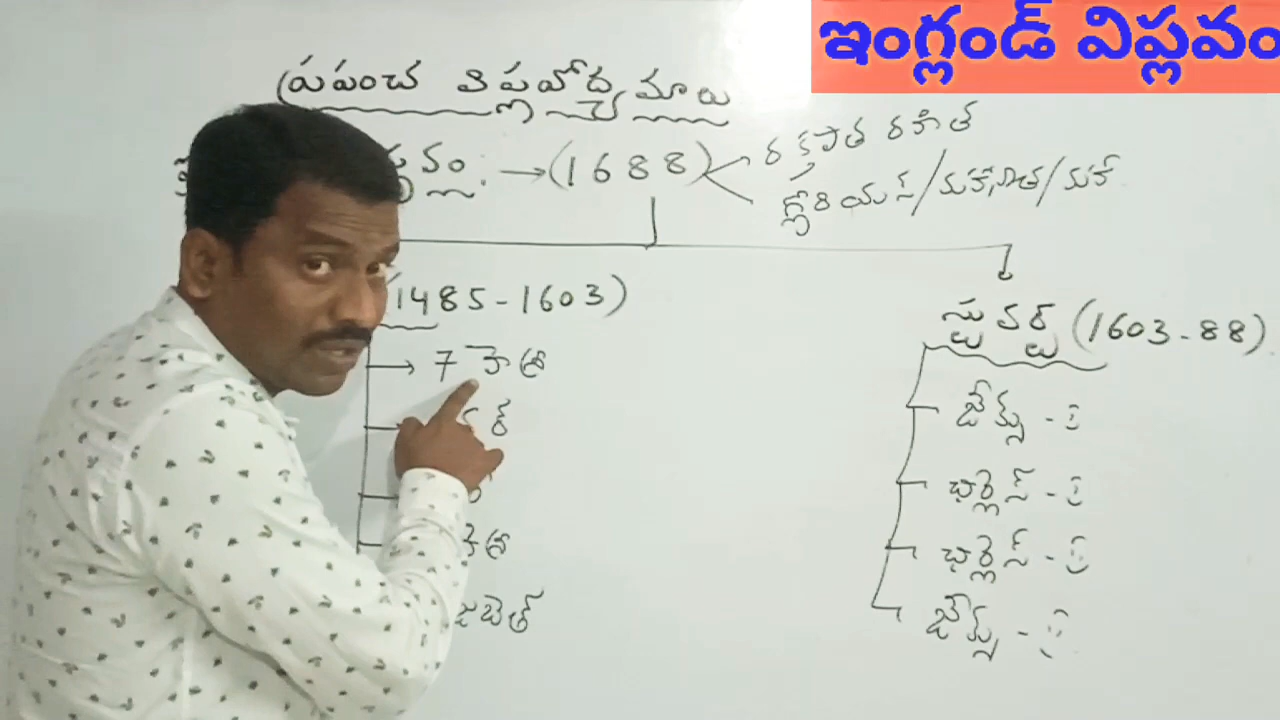 ఇంగ్లండ్ విప్లవం
ప్రపంచ విప్లవోద్యమాలు
→(1688)
రక్తపాత రహిత
గ్లోరియస్/మహోన్నత/మహా
(1485-1603)
→ 7 హెన్రీ
ర్డ్
హెన్రీ
జబెత్
స్టువర్ట్ (1603-88)
జేమ్స్ - I
చార్లెస్ - I
చార్లెస్ - II
జేమ్స్ - II